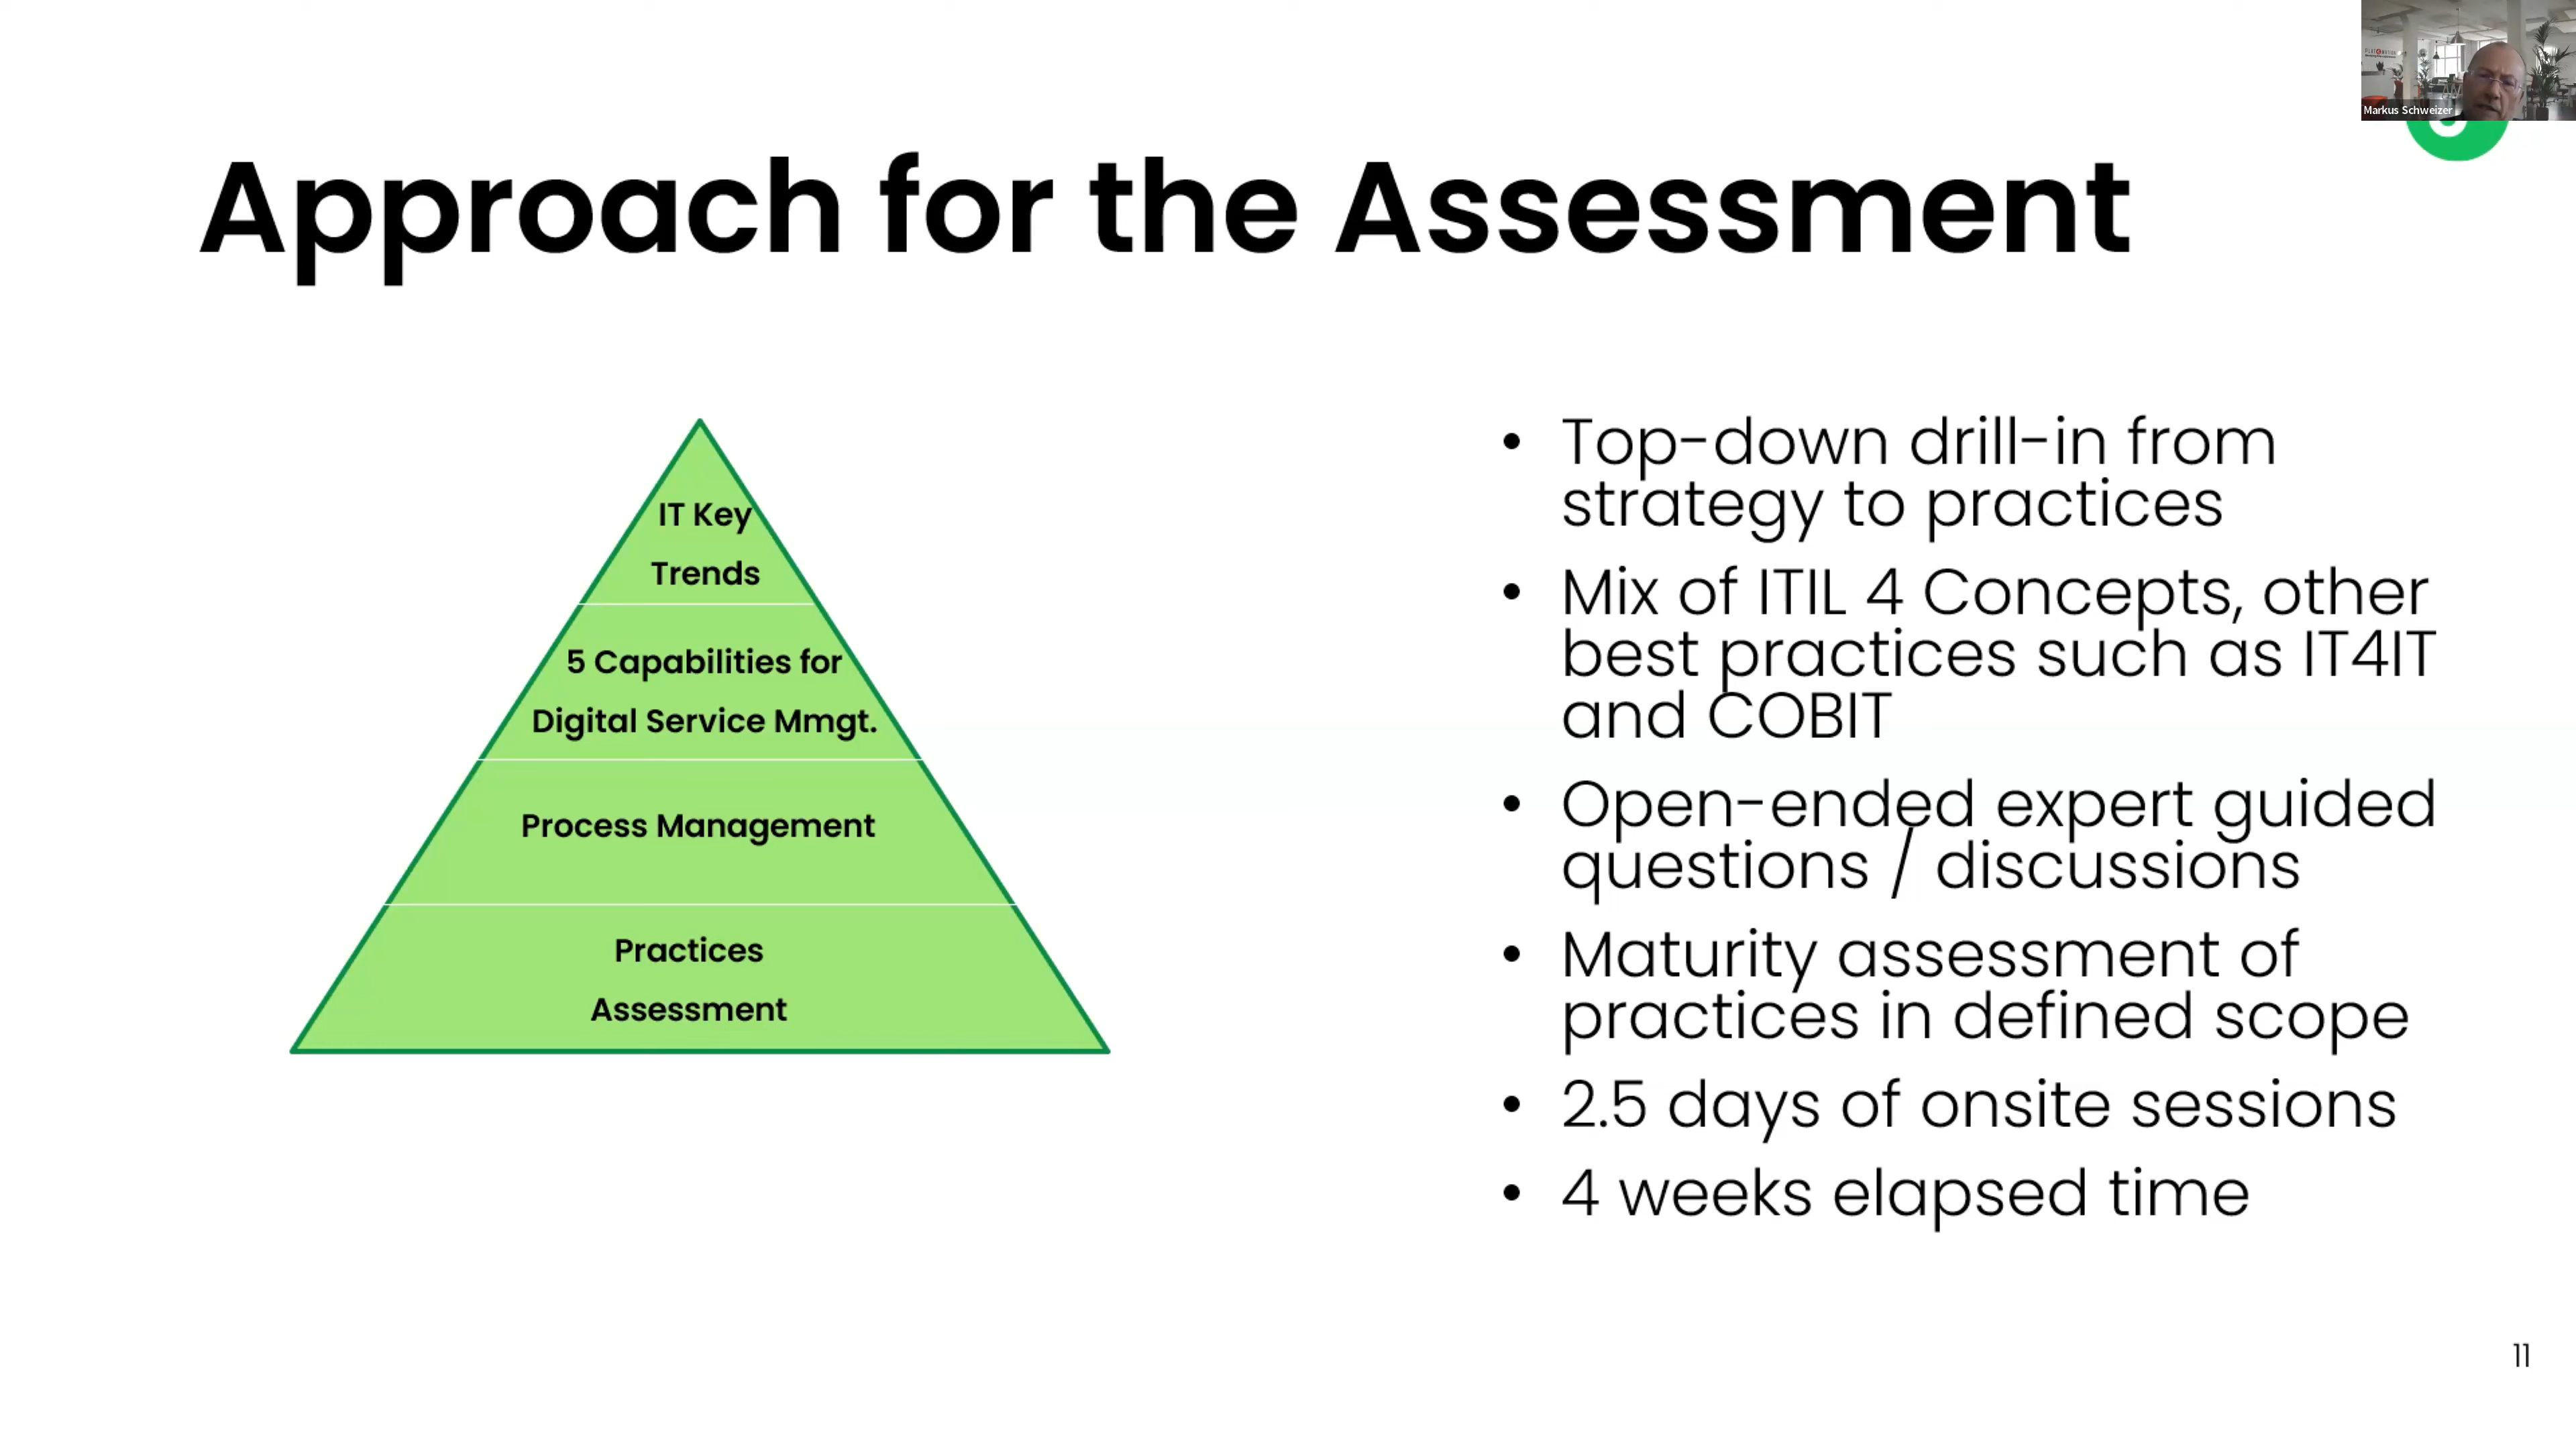 Markus Schweizer
Approach for the Assessment
IT Key
Trends
5 Capabilities for
Digital Service Mmgt.
Process Management
Practices
Assessment
• Top-down drill-in from
strategy to practices
• Mix of ITIL 4 Concepts, other
best practices such as IT4IT
and COBIT
• Open-ended expert guided
questions / discussions
• Maturity assessment of
practices in defined scope
• 2.5 days of onsite sessions
• 4 weeks elapsed time
11